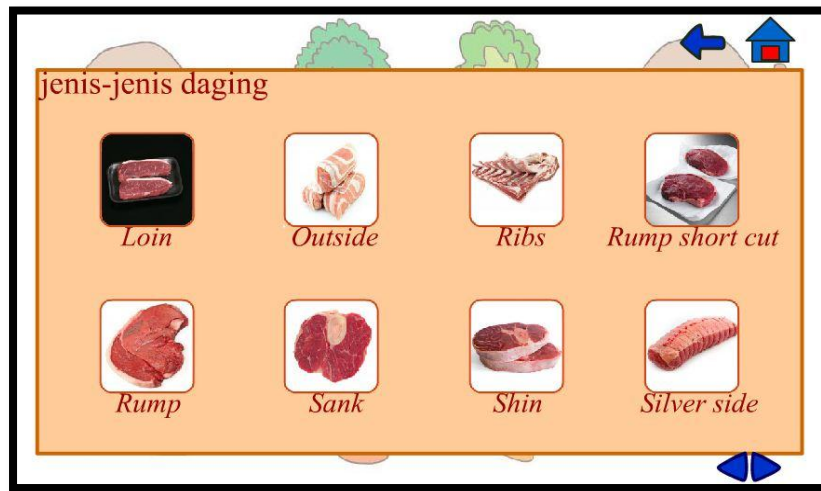 jenis-jenis daging
Loin
Outside
Ribs
Rump short cut
Rump
Sank
Shin
Silver side